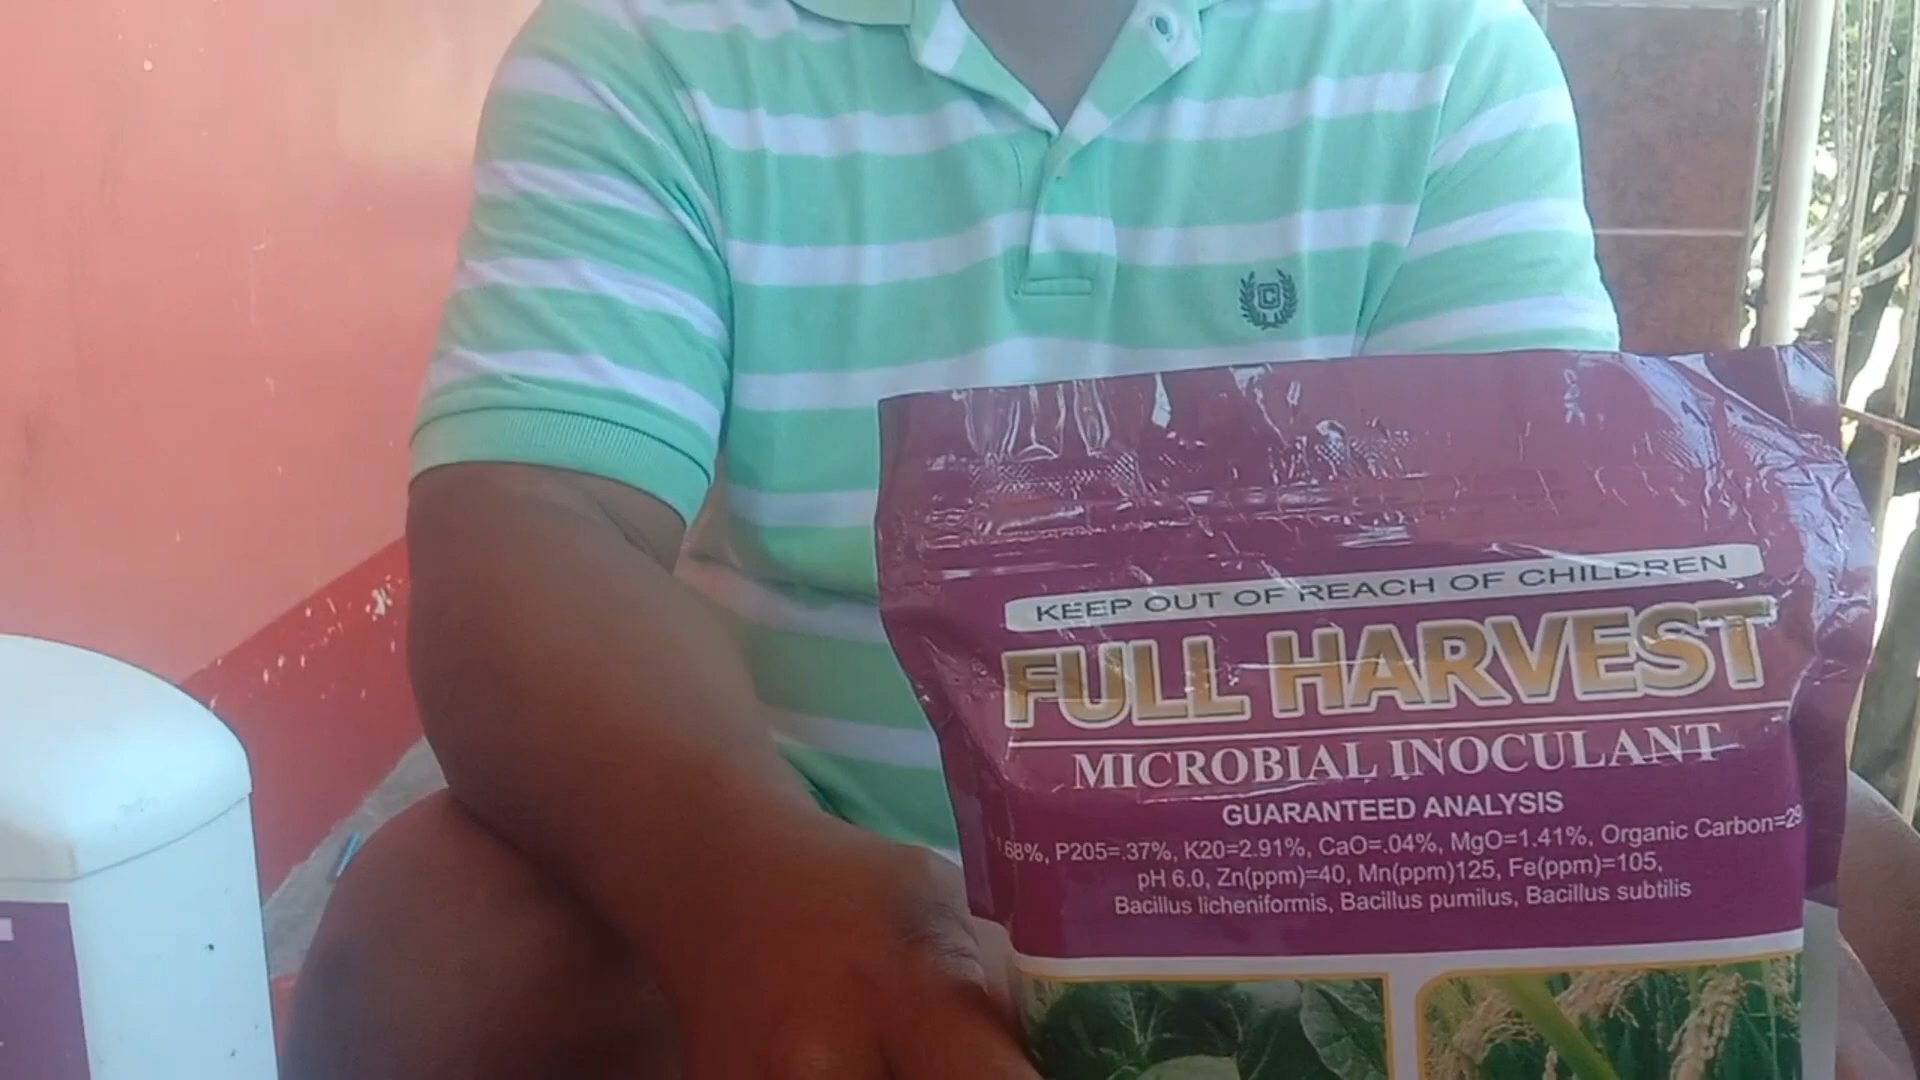 KEEP OUT OF REACH OF CHILDREN
FULL HARVEST
MICROBIAL INOCULANT
GUARANTEED ANALYSIS
.68%, P205=.37%, K20=2.91%, CaO=.04%, MgO=1.41%, Organic Carbon=29
pH 6.0, Zn(ppm)=40, Mn(ppm)125, Fe(ppm)=105,
Bacillus licheniformis, Bacillus pumilus, Bacillus subtilis
C